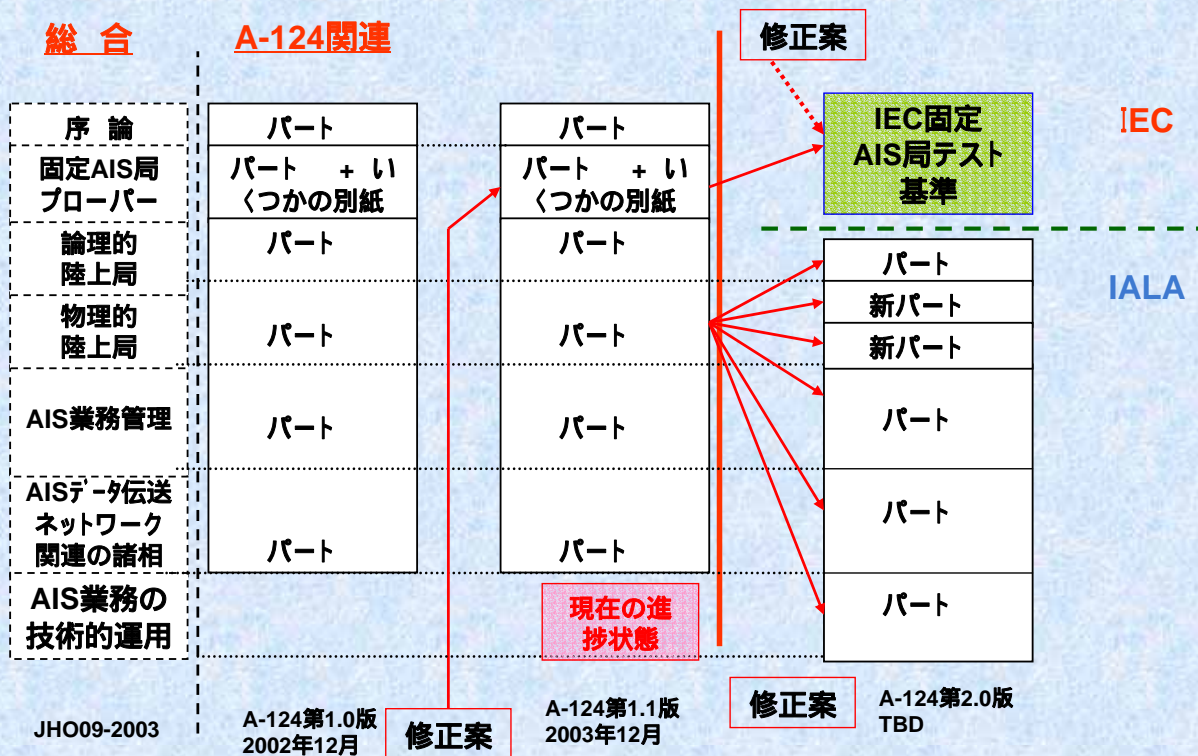 総 合
A-124関連
修正案
序 論
固定AIS局
プローパー
論理的
陸上局
物理的
陸上局
AIS業務管理
AISデータ伝送
ネットワーク
関連の諸相
AIS業務の
技術的運用
JHO09-2003
パート
パート + い
くつかの別紙
パート
パート
パート
パート
A-124第1.0版
2002年12月
修正案
パート
パート + い
くつかの別紙
パート
パート
パート
パート
現在の進
捗状態
A-124第1.1版
2003年12月
IEC固定
AIS局テスト
基準
IEC
IALA
パート
新パート
新パート
パート
パート
パート
修正案
A-124第2.0版
TBD